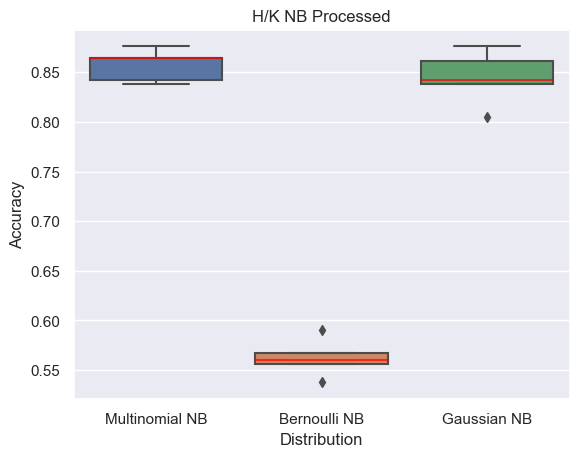 H/K NB Processed
Accuracy
0.85
0.80
0.75
0.70
0.65
0.60
0.55
Multinomial NB Bernoulli NB Gaussian NB
Distribution